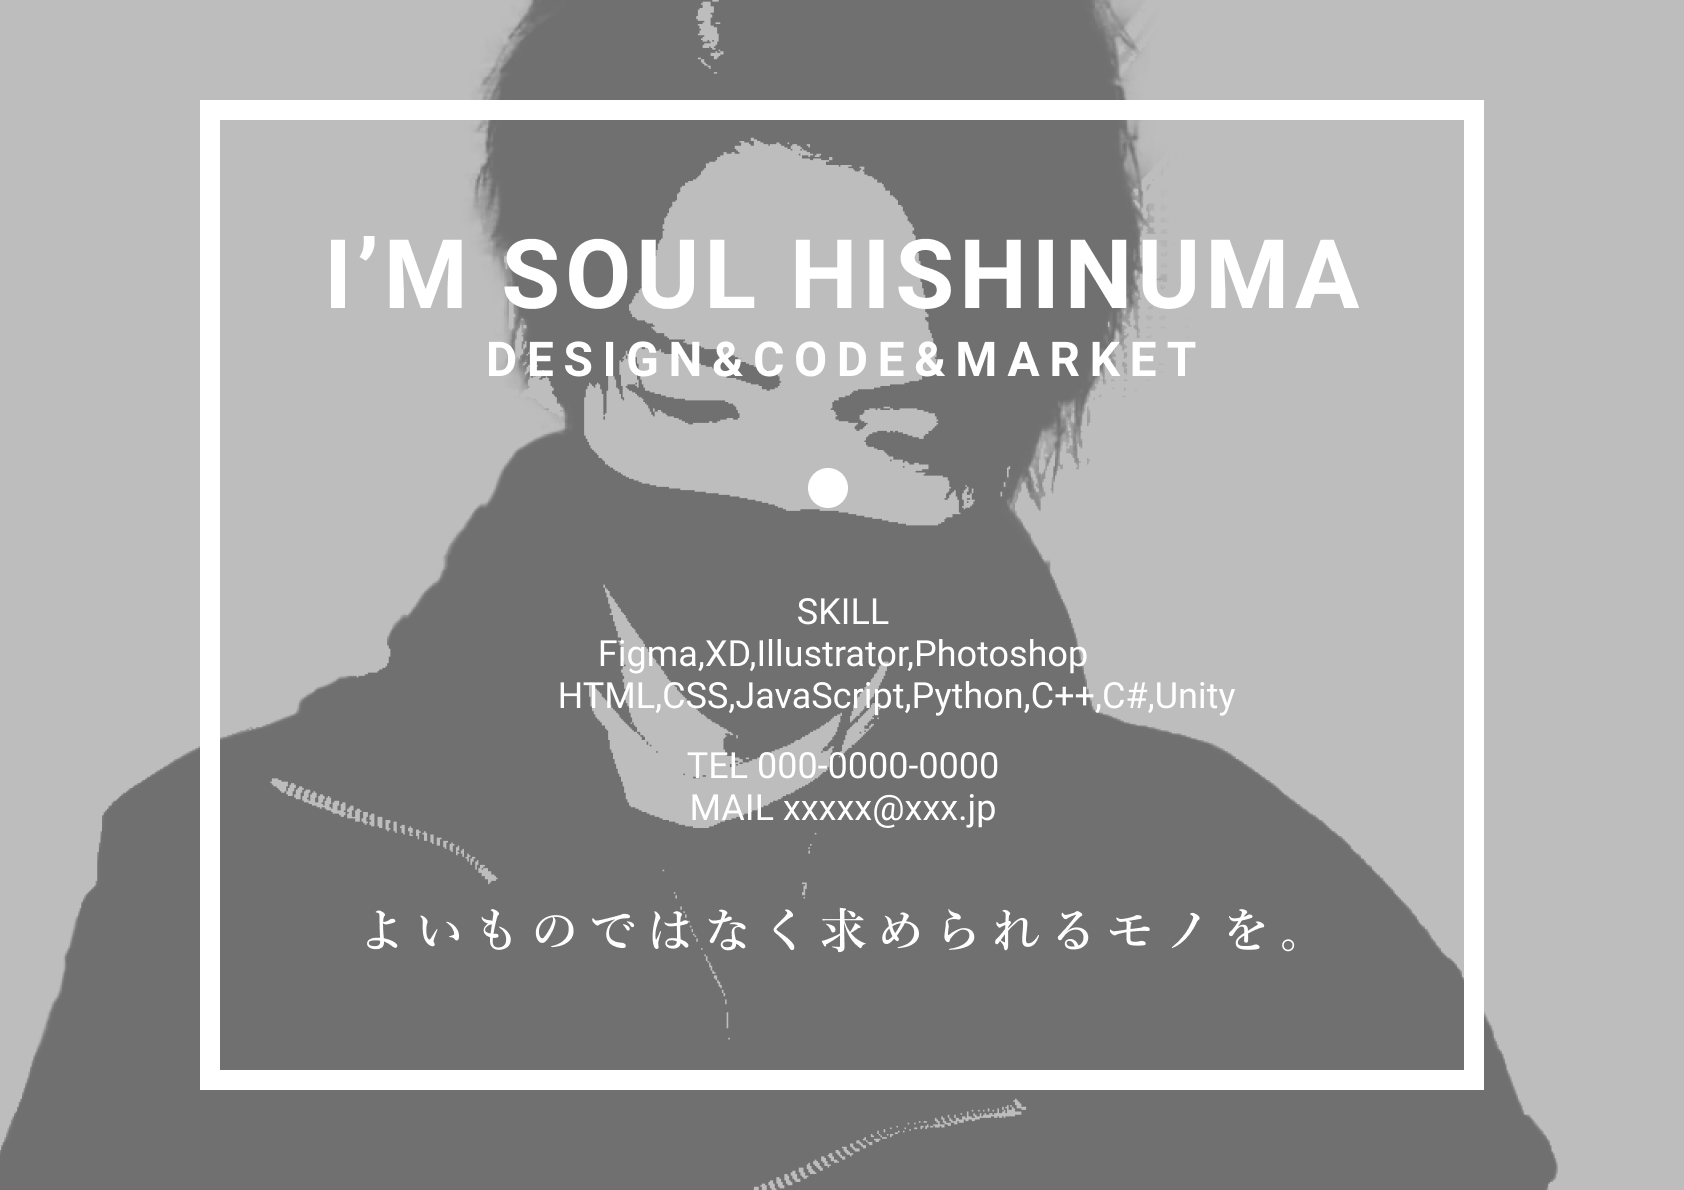 I’M SOUL HISHINUMA
DESIGN&CODE&MARKET
SKILL
Figma,XD,Illustrator,Photoshop
HTML,CSS,JavaScript,Python,C++,C#,Unity
TEL 000-0000-0000
MAIL xxxxx@xxx.jp
よいものではなく求められるモノを。